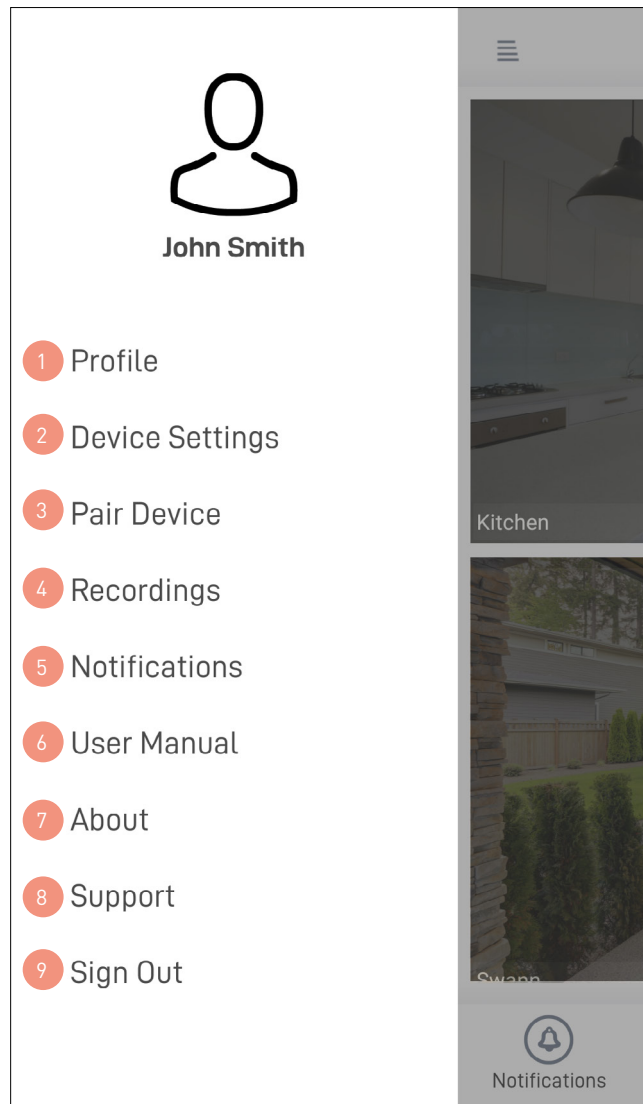 John Smith
1 Profile
2 Device Settings
3 Pair Device
4 Recordings
5 Notifications
6 User Manual
7 About
8 Support
9 Sign Out
Kitchen
Swann
Notifications